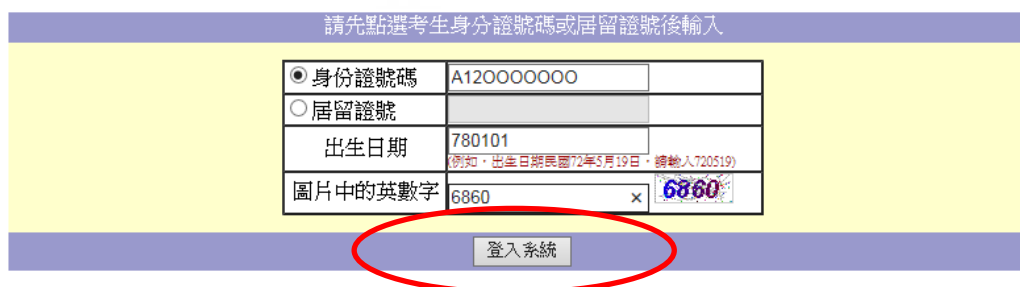 請先點選考生身分證號碼或居留證號後輸入
身份證號碼 A12OOOOOOO
居留證號
出生日期 780101
(例如，出生日期民國72年5月19日，請輸入720519)
圖片中的英數字 6860 × 6860
登入系統